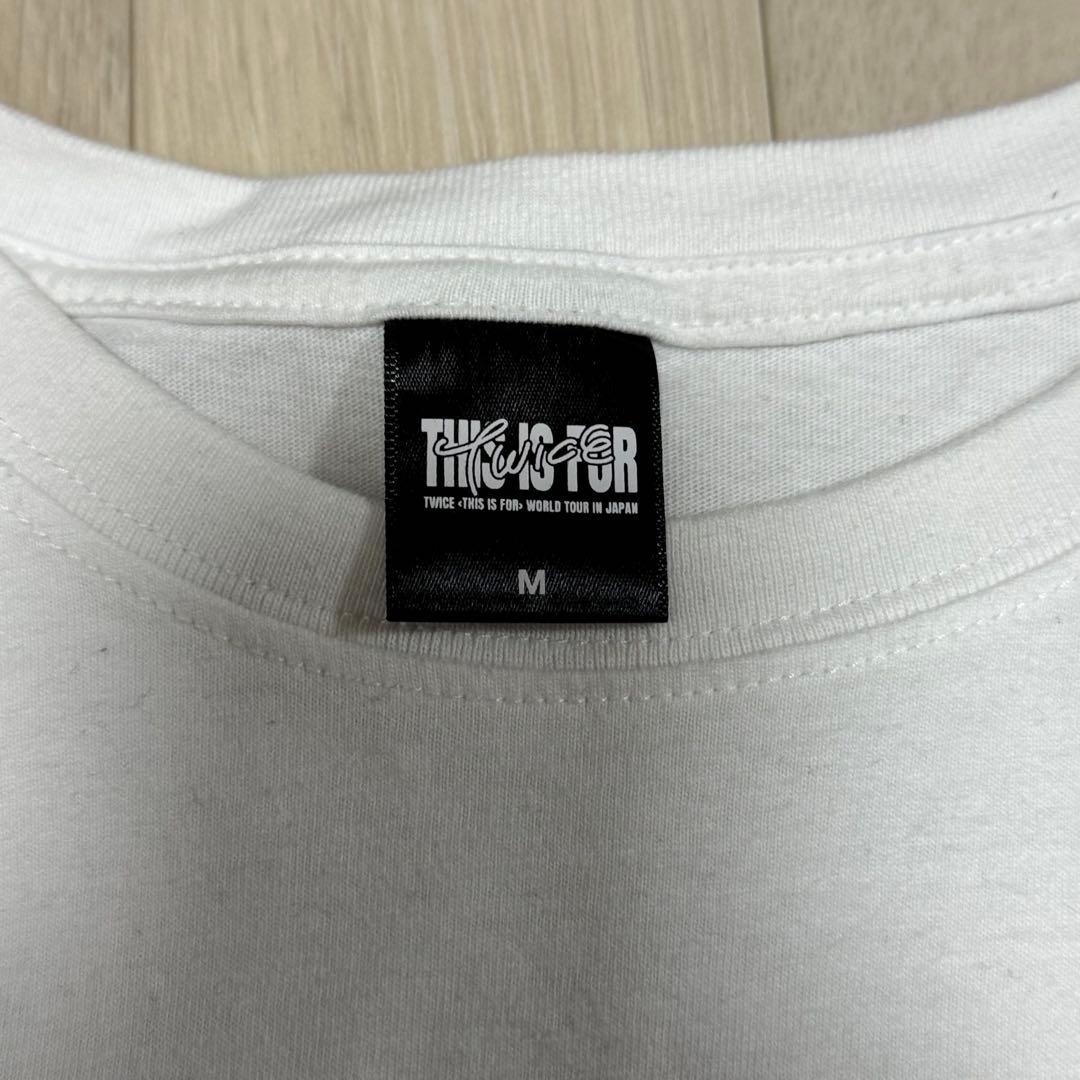 THIS IS FOR
TWICE
TWICE <THIS IS FOR> WORLD TOUR IN JAPAN
M